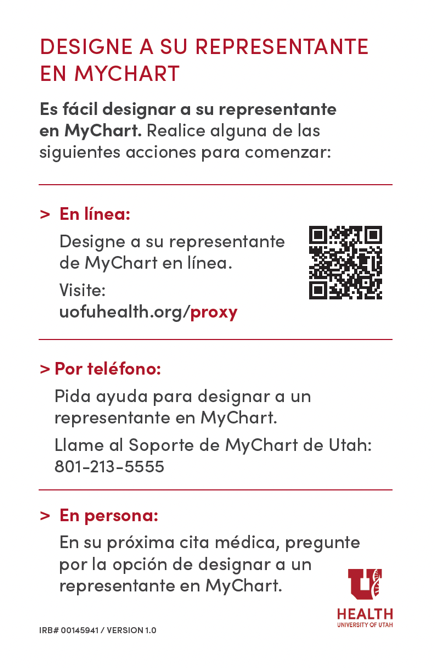 DESIGNE A SU REPRESENTANTE
EN MYCHART
Es fácil designar a su representante
en MyChart. Realice alguna de las
siguientes acciones para comenzar:
> En línea:
Designe a su representante
de MyChart en línea.
Visite:
uofuhealth.org/proxy
> Por teléfono:
Pida ayuda para designar a un
representante en MyChart.
Llame al Soporte de MyChart de Utah:
801-213-5555
> En persona:
En su próxima cita médica, pregunte
por la opción de designar a un
representante en MyChart.
U
HEALTH
UNIVERSITY OF UTAH
IRB# 00145941 / VERSION 1.0